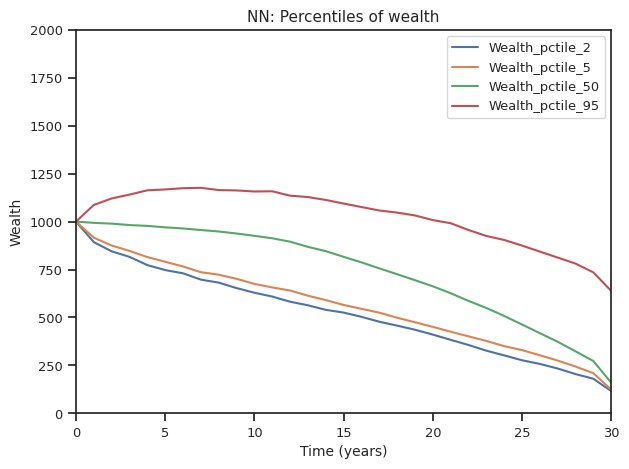 NN: Percentiles of wealth
Wealth_pctile_2
Wealth_pctile_5
Wealth_pctile_50
Wealth_pctile_95
Wealth
2000
1750
1500
1250
1000
750
500
250
0
0 5 10 15 20 25 30
Time (years)